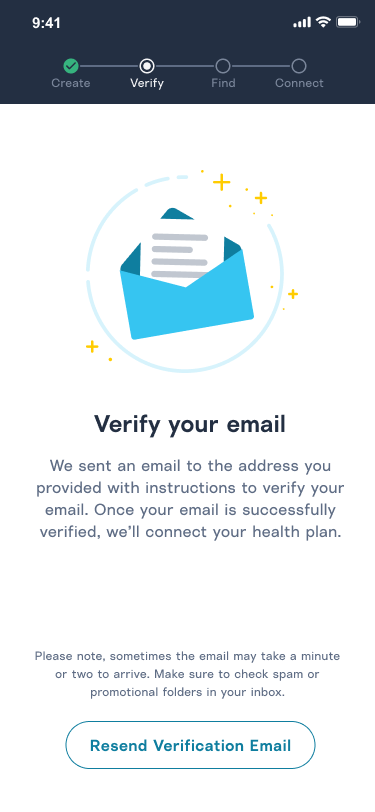 9:41
Create Verify Find Connect
Verify your email
We sent an email to the address you
provided with instructions to verify your
email. Once your email is successfully
verified, we’ll connect your health plan.
Please note, sometimes the email may take a minute
or two to arrive. Make sure to check spam or
promotional folders in your inbox.
Resend Verification Email